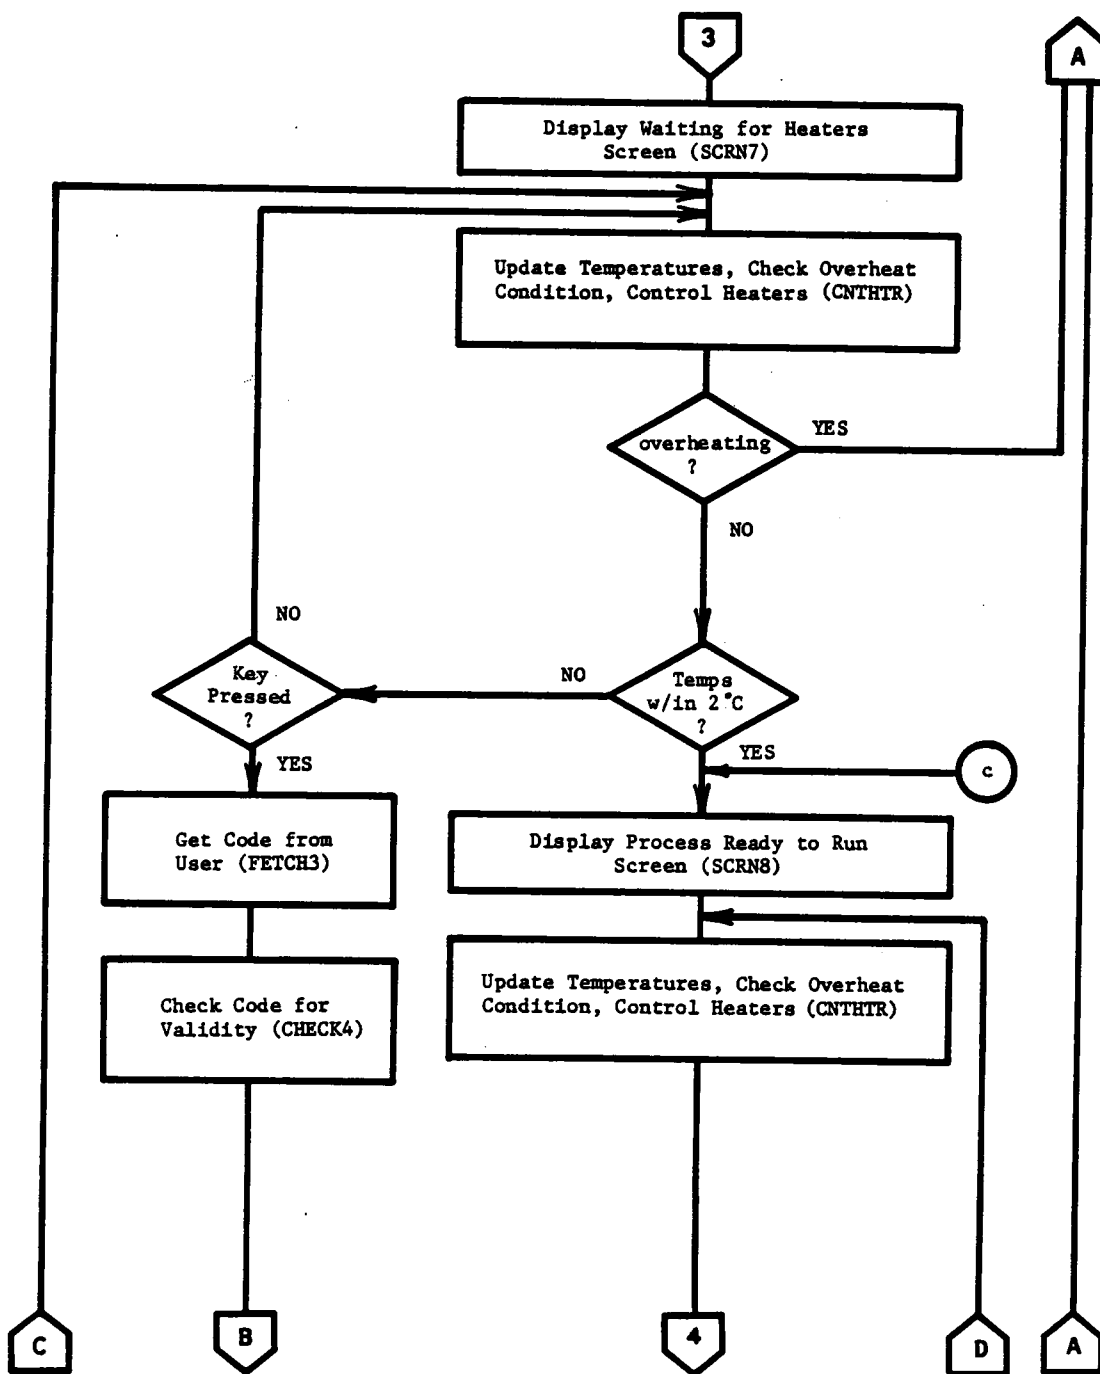 3
A
Display Waiting for Heaters
Screen (SCRN7)
Update Temperatures, Check Overheat
Condition, Control Heaters (CNTHTR)
overheating
?
YES
NO
NO
Key
Pressed
?
NO
Temps
w/in 2°C
?
YES
YES
c
Get Code from
User (FETCH3)
Display Process Ready to Run
Screen (SCRN8)
Check Code for
Validity (CHECK4)
Update Temperatures, Check Overheat
Condition, Control Heaters (CNTHTR)
C
B
4
D
A